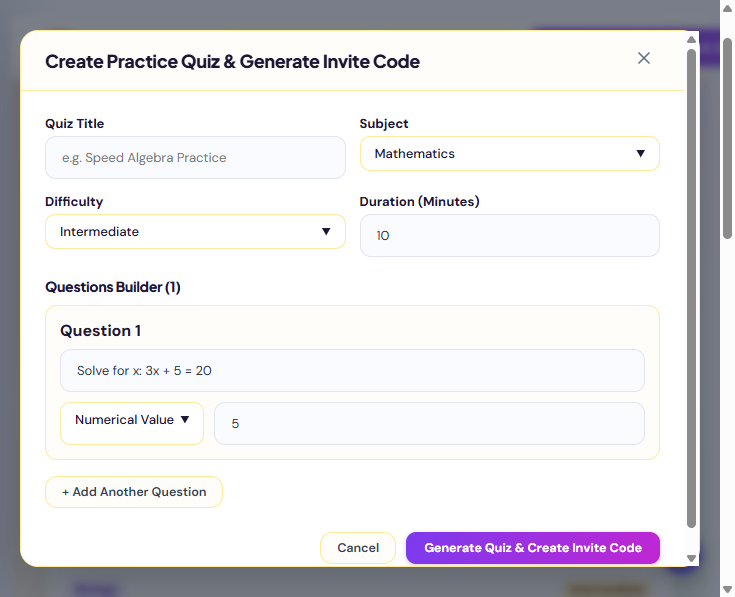 Create Practice Quiz & Generate Invite Code
Quiz Title
Subject
e.g. Speed Algebra Practice
Mathematics
Difficulty
Duration (Minutes)
Intermediate
10
Questions Builder (1)
Question 1
Solve for x: 3x + 5 = 20
Numerical Value
5
+ Add Another Question
Cancel
Generate Quiz & Create Invite Code